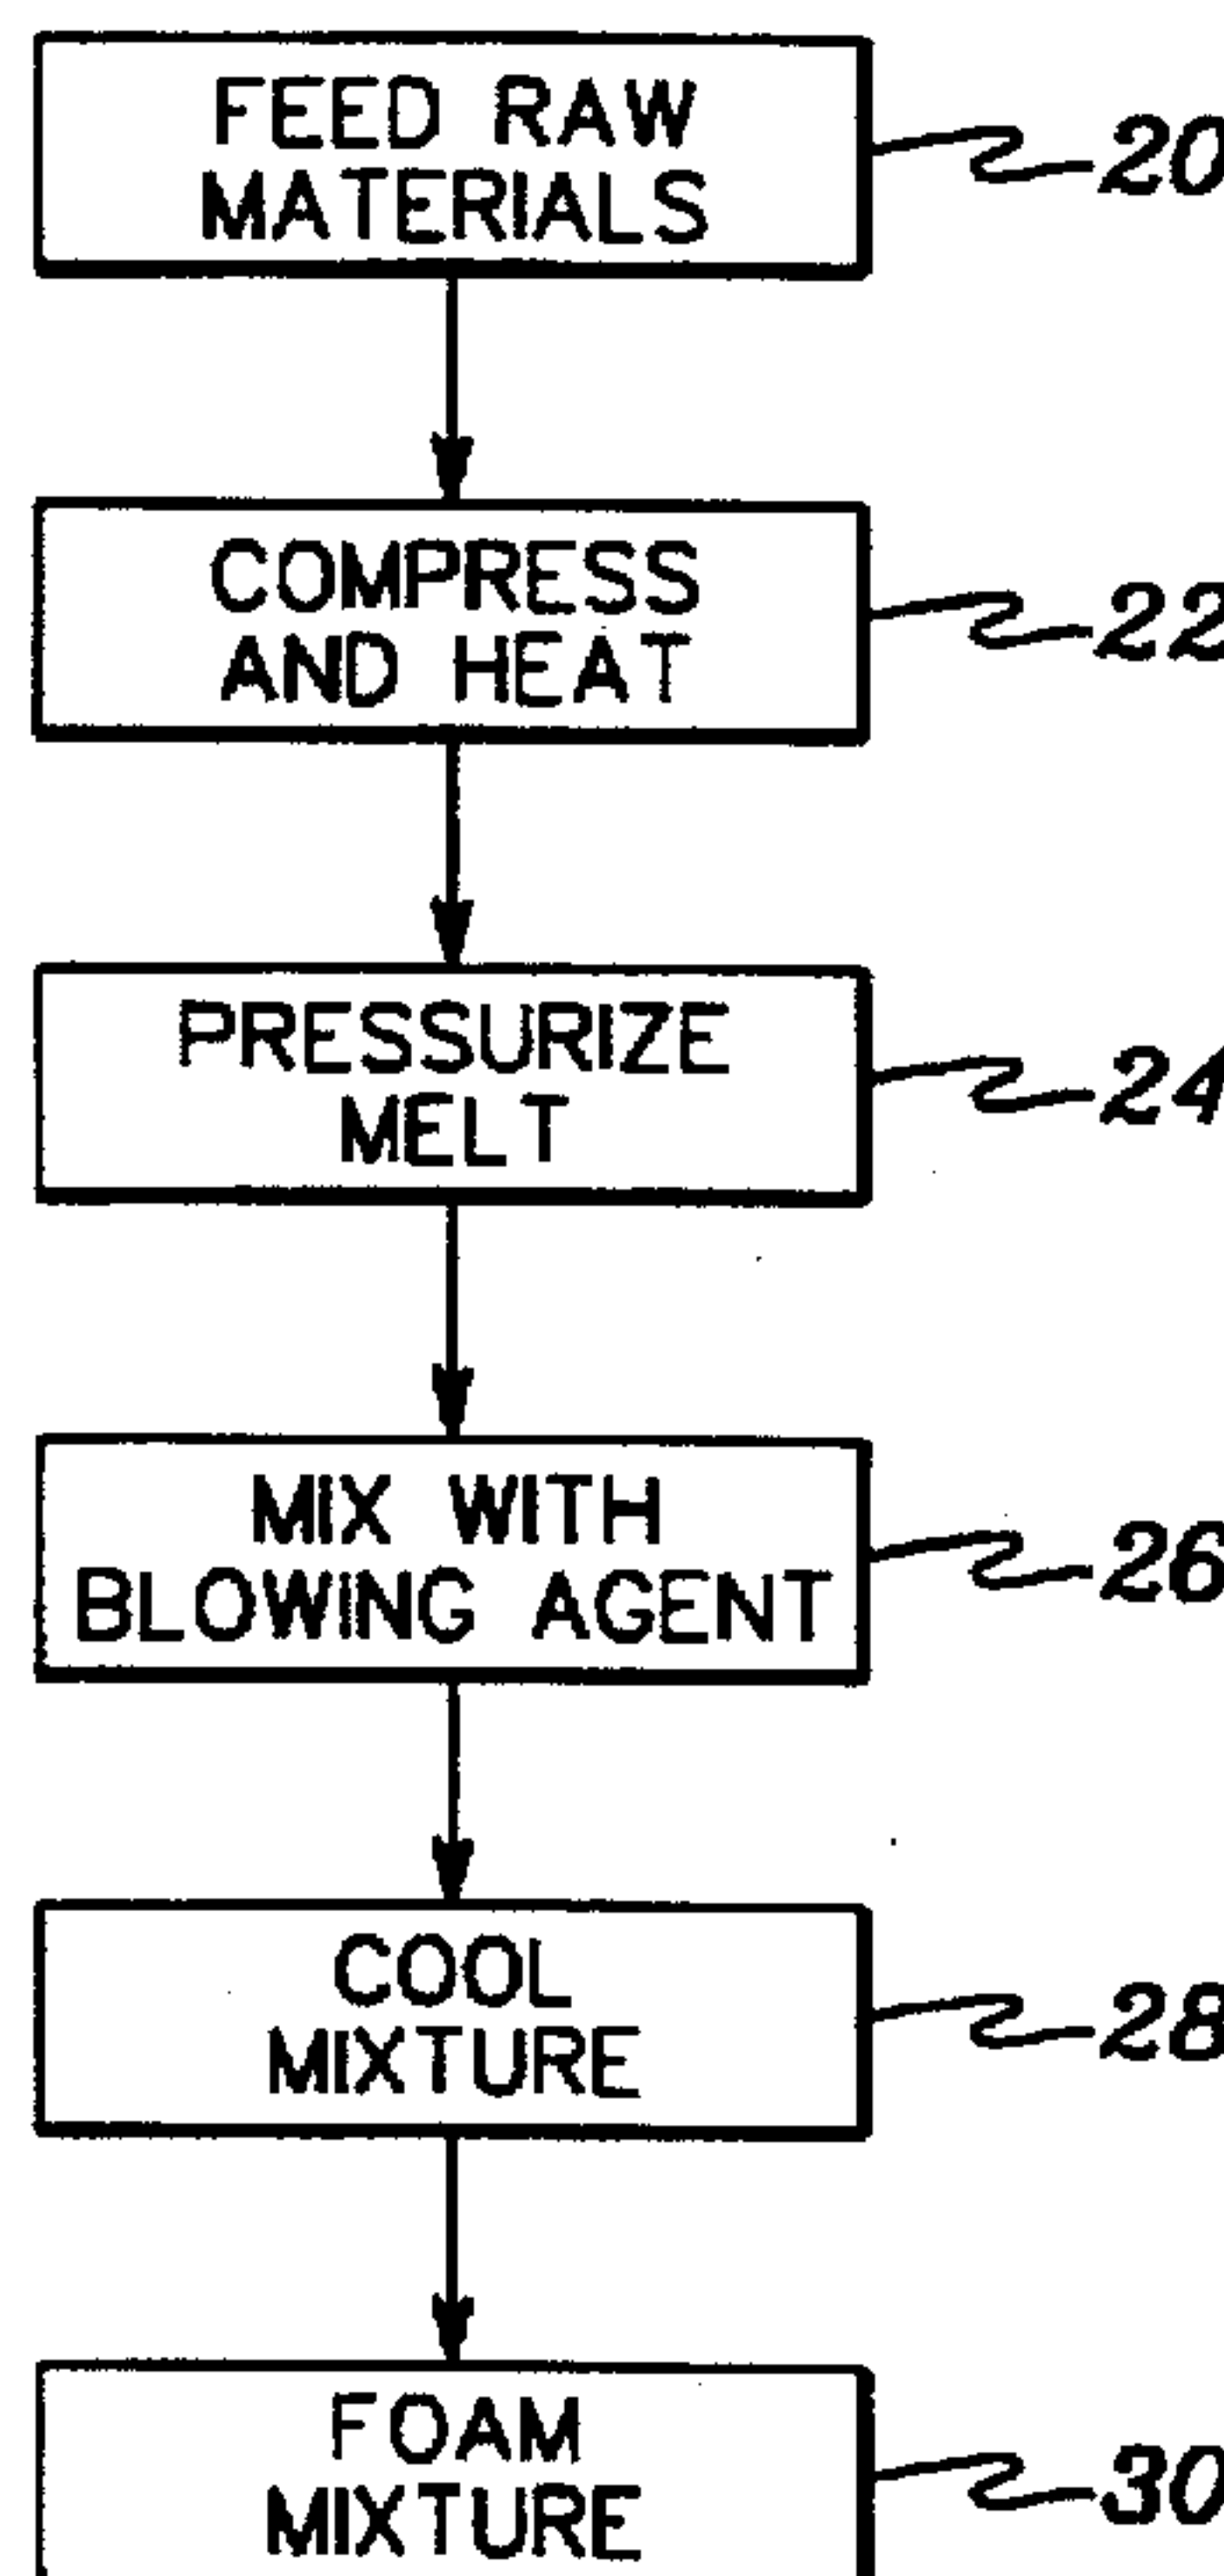 FEED RAW
MATERIALS
20
COMPRESS
AND HEAT
22
PRESSURIZE
MELT
24
MIX WITH
BLOWING AGENT
26
COOL
MIXTURE
28
FOAM
MIXTURE
30